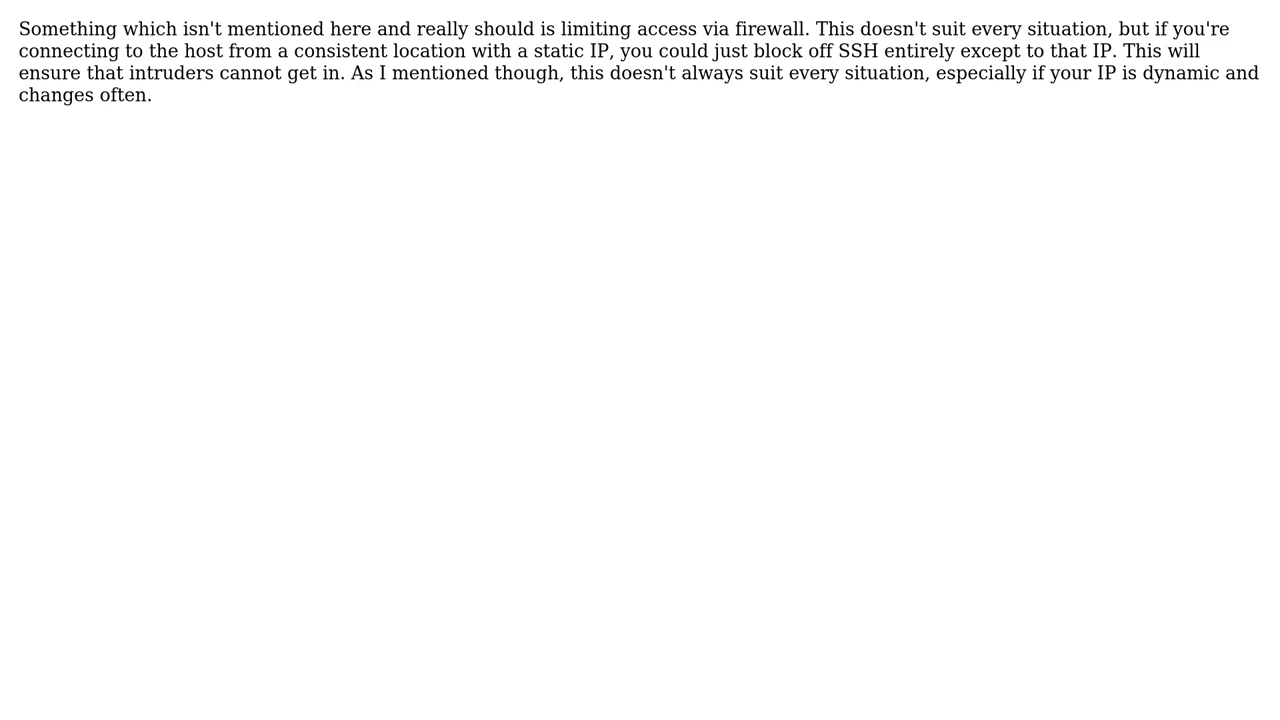 Something which isn't mentioned here and really should is limiting access via firewall. This doesn't suit every situation, but if you're
connecting to the host from a consistent location with a static IP, you could just block off SSH entirely except to that IP. This will
ensure that intruders cannot get in. As I mentioned though, this doesn't always suit every situation, especially if your IP is dynamic and
changes often.